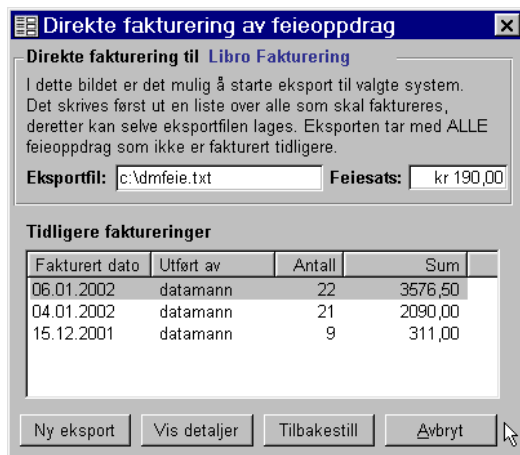 Direkte fakturering av feieoppdrag
Direkte fakturering til Libro Fakturering
I dette bildet er det mulig å starte eksport til valgte system.
Det skrives først ut en liste over alle som skal faktureres,
deretter kan selve eksportfilen lages. Eksporten tar med ALLE
feieoppdrag som ikke er fakturert tidligere.
Eksportfil: c:\dmfeie.txt Feiesats: kr 190,00
Tidligere faktureringer
Fakturert dato Utført av Antall Sum
06.01.2002 datamann 22 3576,50
04.01.2002 datamann 21 2090,00
15.12.2001 datamann 9 311,00
Ny eksport Vis detaljer Tilbakestill Avbryt